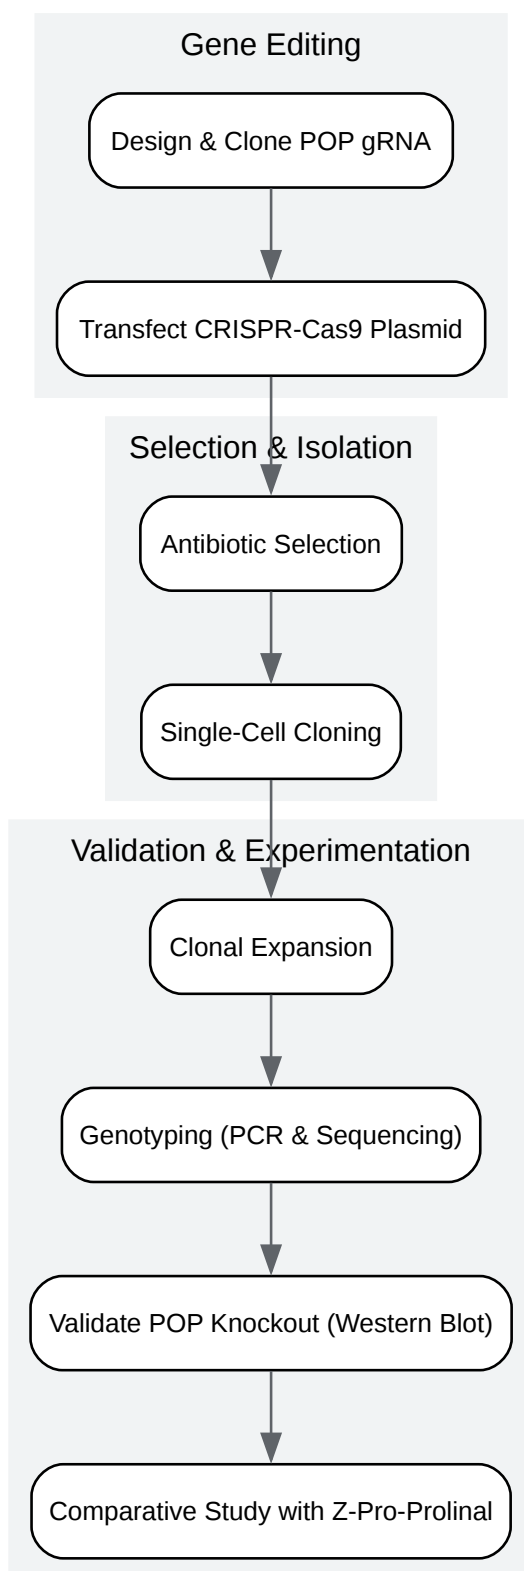 Gene Editing
Design & Clone POP gRNA
Transfect CRISPR-Cas9 Plasmid
Selection & Isolation
Antibiotic Selection
Single-Cell Cloning
Validation & Experimentation
Clonal Expansion
Genotyping (PCR & Sequencing)
Validate POP Knockout (Western Blot)
Comparative Study with Z-Pro-Prolinal